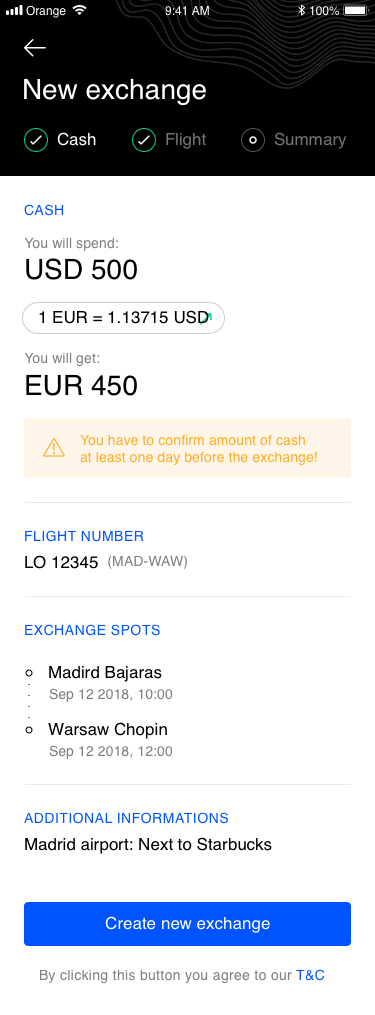 Orange 9:41 AM 100%
New exchange
Cash Flight Summary
CASH
You will spend:
USD 500
1 EUR = 1.13715 USD
You will get:
EUR 450
You have to confirm amount of cash
at least one day before the exchange!
FLIGHT NUMBER
LO 12345 (MAD-WAW)
EXCHANGE SPOTS
Madird Bajaras
Sep 12 2018, 10:00
Warsaw Chopin
Sep 12 2018, 12:00
ADDITIONAL INFORMATIONS
Madrid airport: Next to Starbucks
Create new exchange
By clicking this button you agree to our T&C